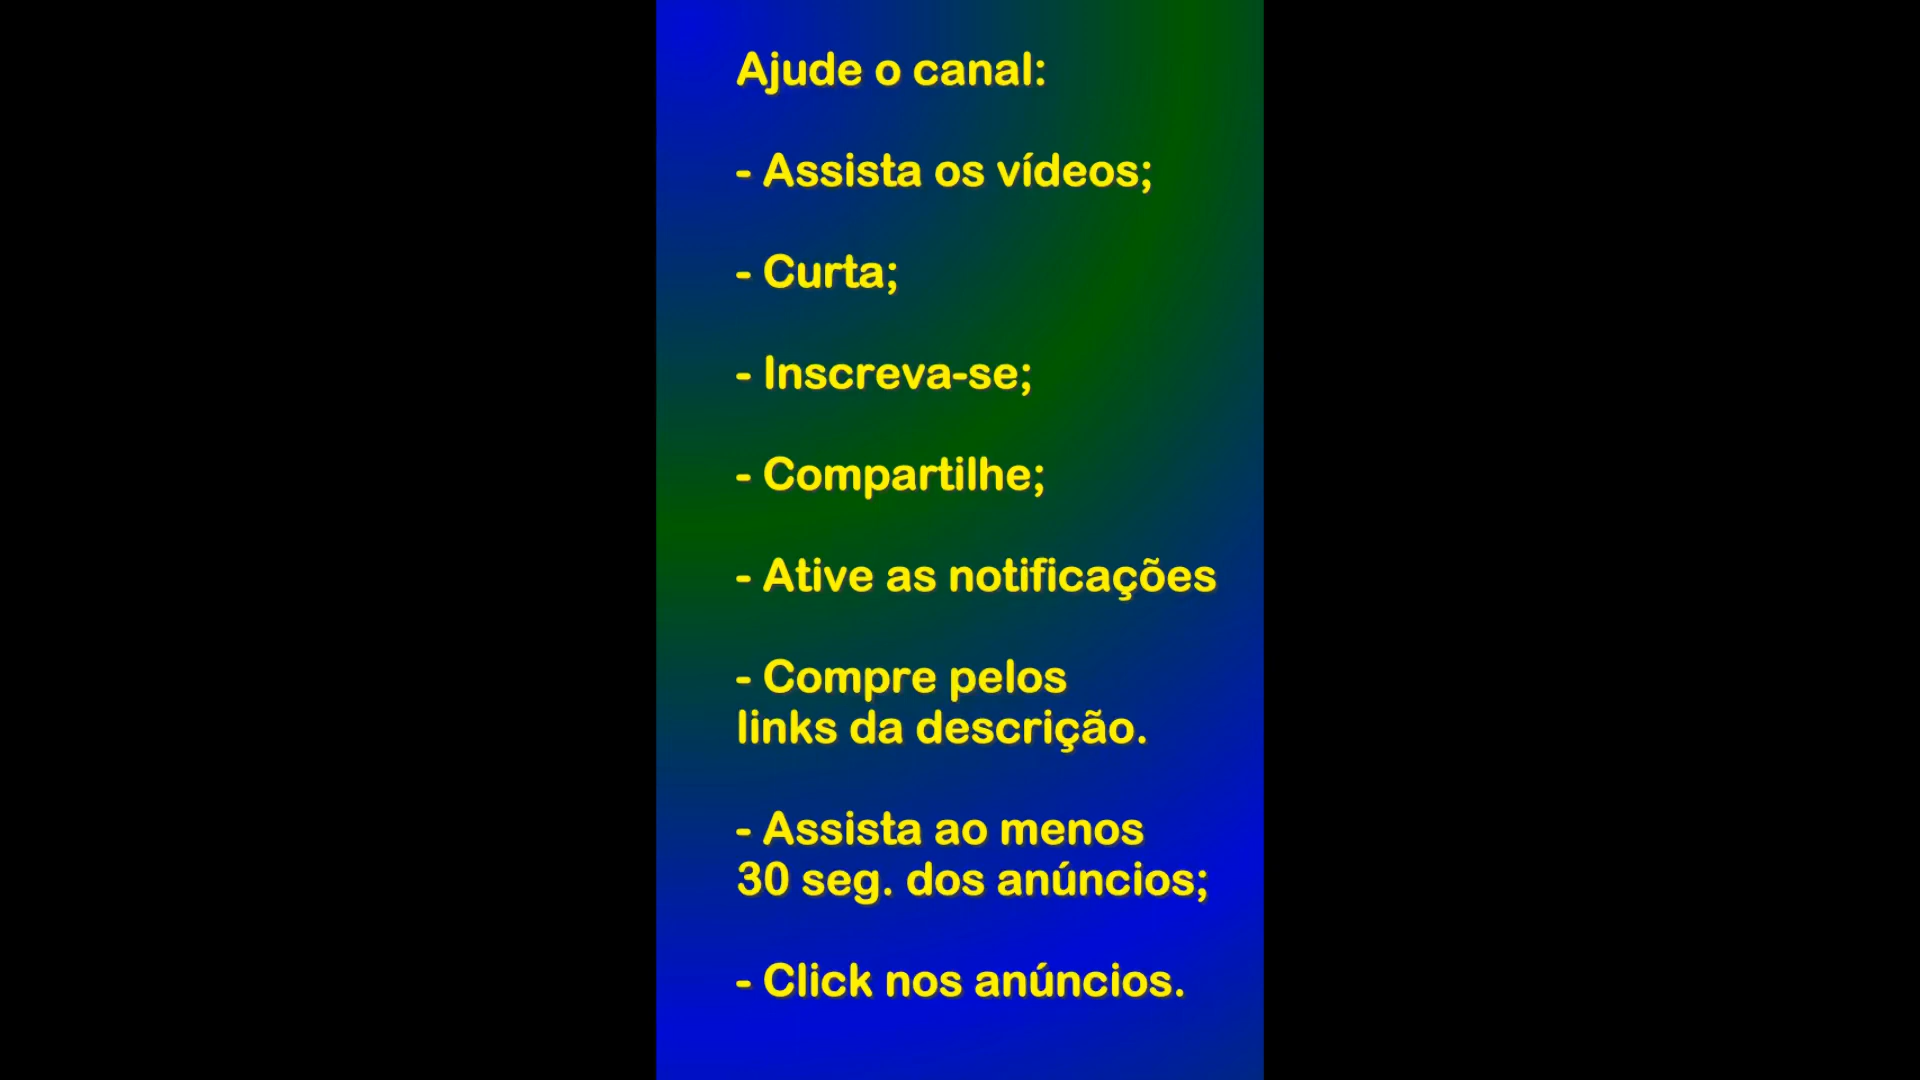 Ajude o canal:
- Assista os vídeos;
- Curta;
- Inscreva-se;
- Compartilhe;
- Ative as notificações
- Compre pelos
links da descrição.
- Assista ao menos
30 seg. dos anúncios;
- Click nos anúncios.